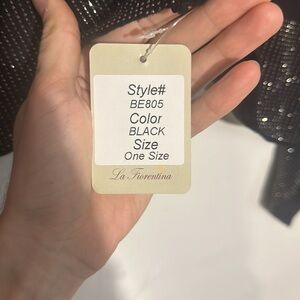 Style#
BE805
Color
BLACK
Size
One Size
La Fiorentina